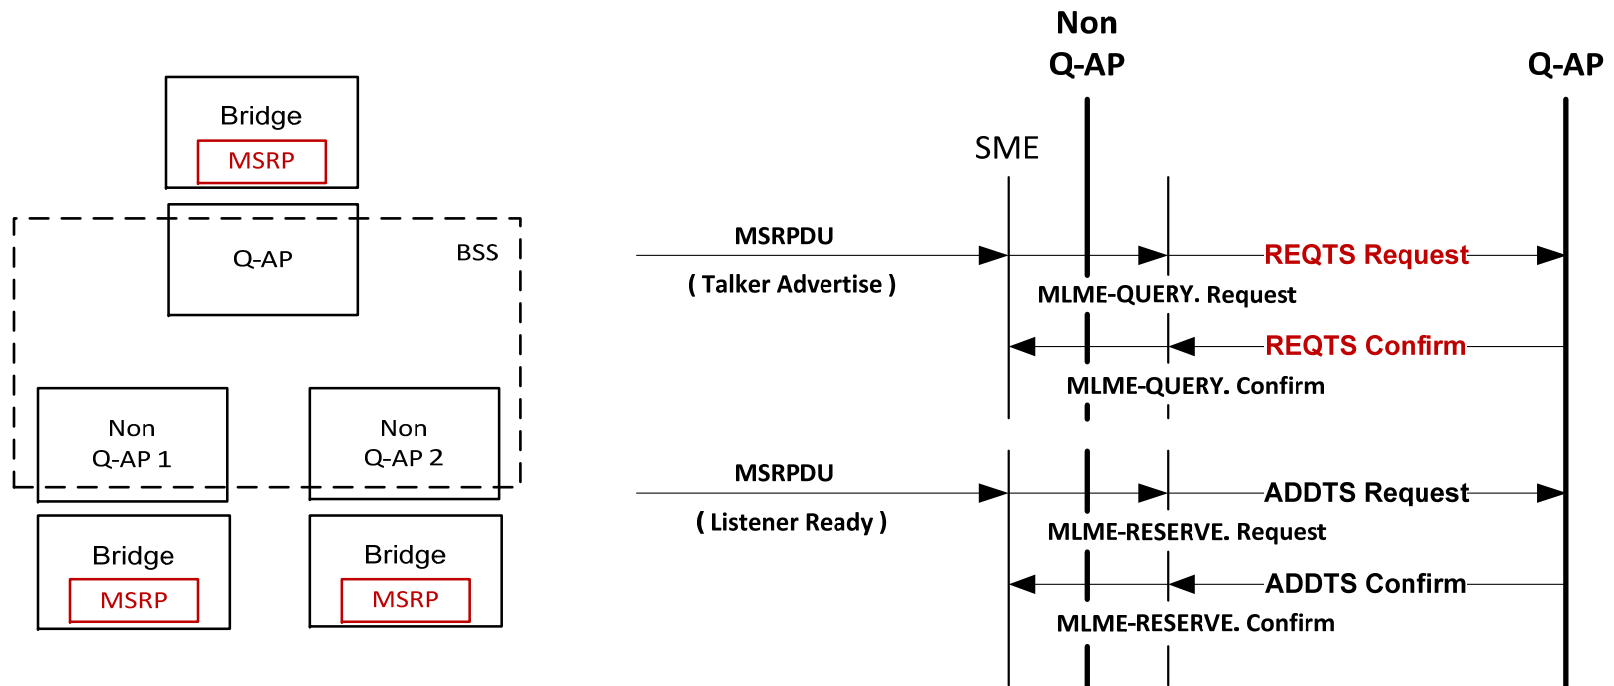 Bridge
MSRP
Q-AP
BSS
Non
Q-AP 1
Non
Q-AP 2
Bridge
MSRP
Bridge
MSRP
Non
Q-AP
Q-AP
SME
MSRPDU
( Talker Advertise )
REQTS Request
MLME-QUERY. Request
REQTS Confirm
MLME-QUERY. Confirm
MSRPDU
( Listener Ready )
ADDTS Request
MLME-RESERVE. Request
ADDTS Confirm
MLME-RESERVE. Confirm